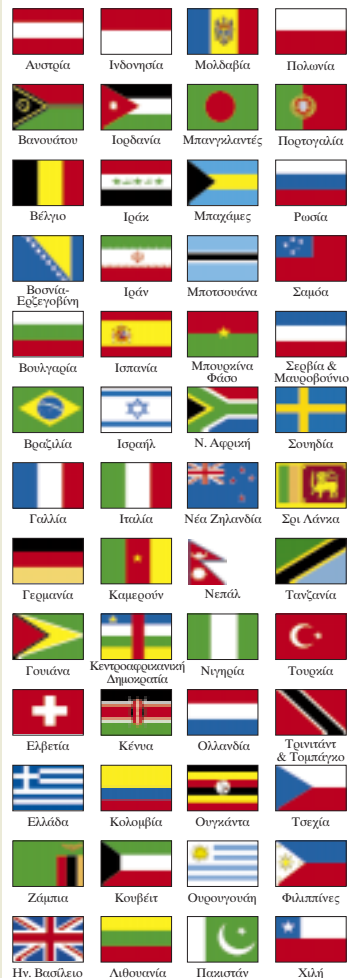 Αυστρία Ινδονησία Μολδαβία Πολωνία
Βανουάτου Ιορδανία Μπανγκλαντές Πορτογαλία
Βέλγιο Ιράκ Μπαχάμες Ρωσία
Βοσνία-
Ερζεγοβίνη Ιράν Μποτσουάνα Σαμόα
Βουλγαρία Ισπανία Μπουρκίνα
Φάσο Σερβία &
Μαυροβούνιο
Βραζιλία Ισραήλ Ν. Αφρική Σουηδία
Γαλλία Ιταλία Νέα Ζηλανδία Σρι Λάνκα
Γερμανία Καμερούν Νεπάλ Τανζανία
Γουιάνα Κεντροαφρικανική
Δημοκρατία Νιγηρία Τουρκία
Ελβετία Κένυα Ολλανδία Τρινιτάντ
& Τομπάγκο
Ελλάδα Κολομβία Ουγκάντα Τσεχία
Ζάμπια Κουβέιτ Ουρουγουάη Φιλιππίνες
Ην. Βασίλειο Λιθουανία Πακιστάν Χιλή